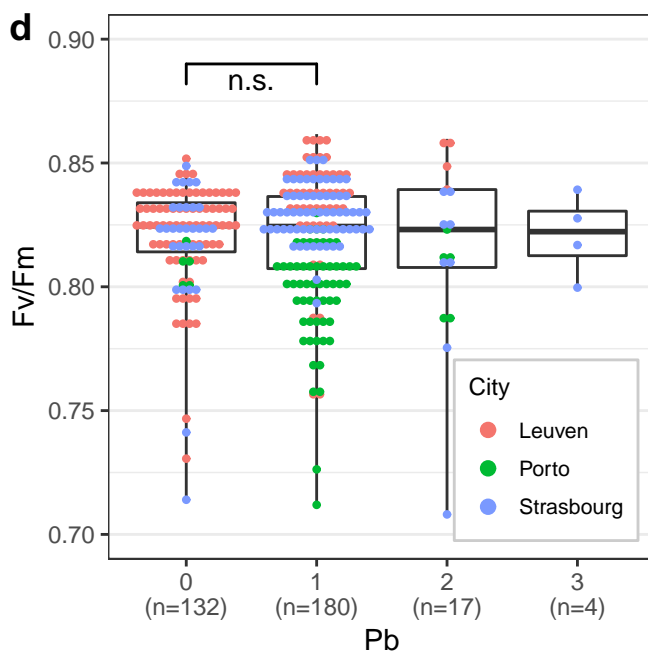 d
0.90
n.s.
0.85
0.80
0.75
0.70
Fv/Fm
City
Leuven
Porto
Strasbourg
0
(n=132)
1
(n=180)
2
(n=17)
3
(n=4)
Pb